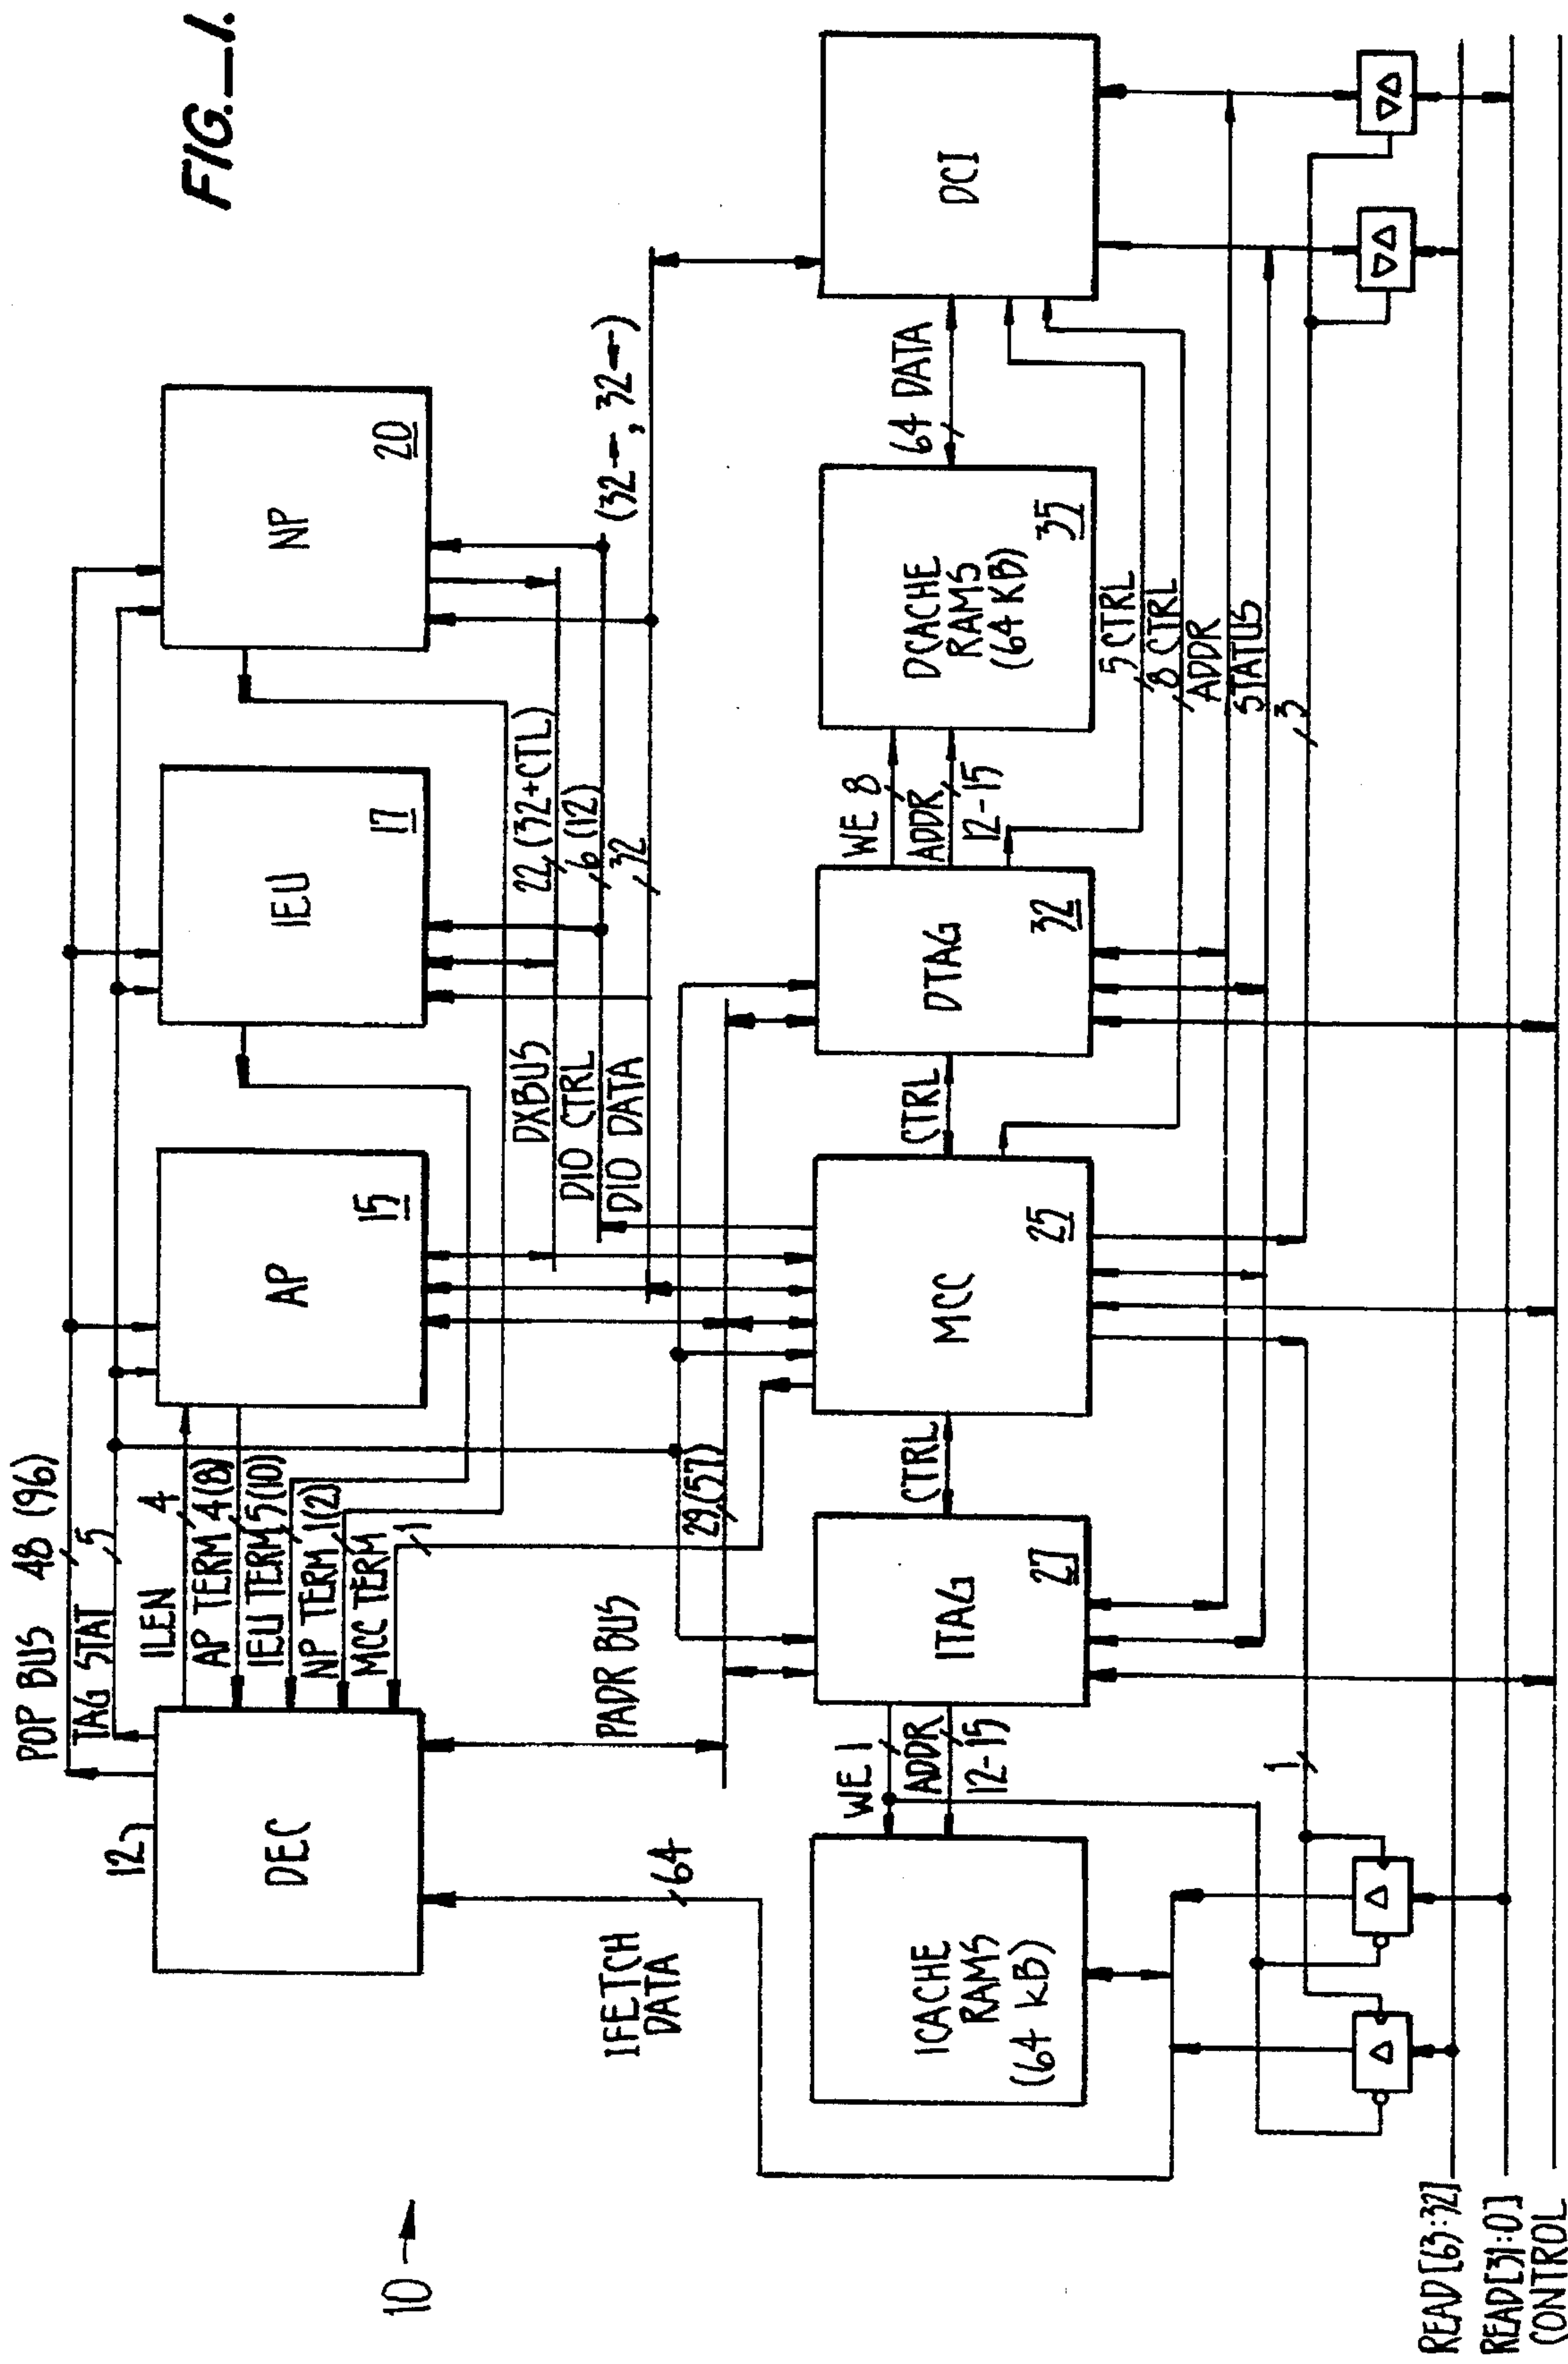 FIG._1.
POP BUS 48 (96)
TAG STAT 5
ILEN 4
AP TERM 4(8)
IEU TERM 5(10)
NP TERM 1(2)
MCC TERM 1
12
DEC
AP
15
IEU
17
NP
20
DXBUS 22,(32+CTL)
DIO CTRL 6 (12)
DIO DATA 32
(32→, 32←)
PADR BUS
29,(57)
IFETCH
DATA
64
10
ICACHE
RAMS
(64 kB)
WE 1
ADDR
12-15
ITAG
27
CTRL
MCC
25
CTRL
DTAG
32
WE 8
ADDR
12-15
DCACHE
RAMS
(64 KB)
35
64 DATA
DCI
5 CTRL
8 CTRL
ADDR
STATUS
3
1
READ[63:32]
READ[31:0]
CONTROL